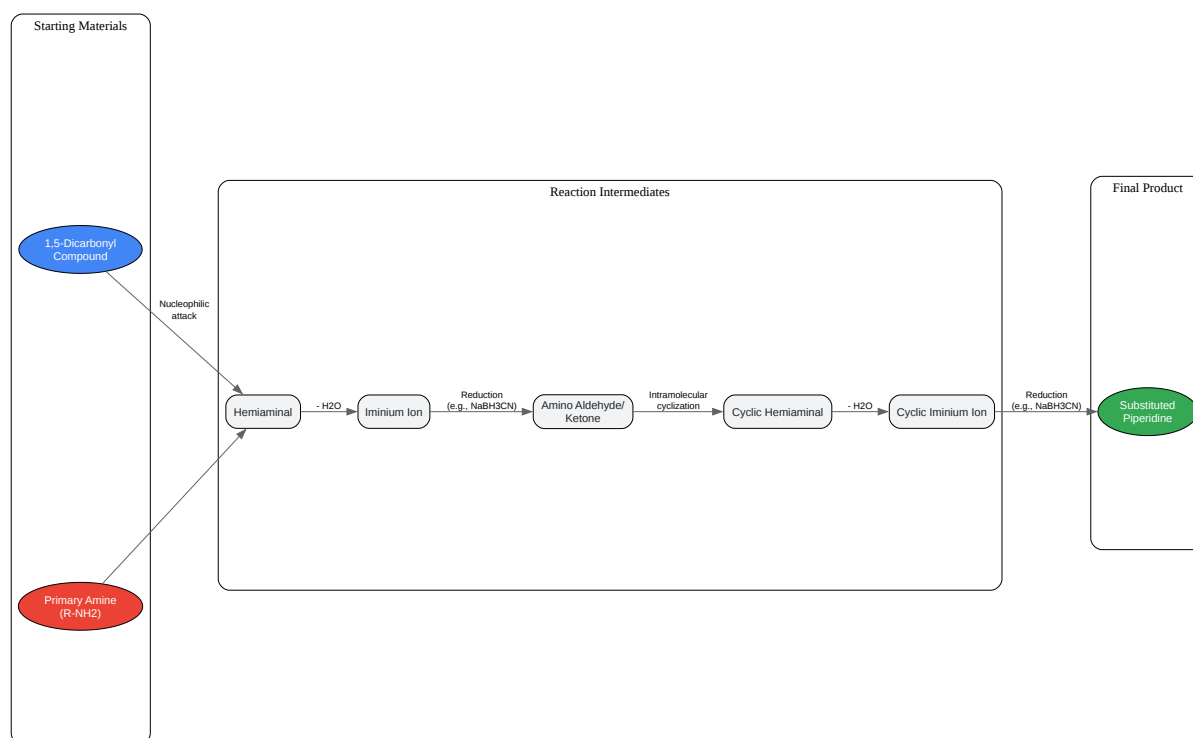 Starting Materials
1,5-Dicarbonyl
Compound
Nucleophilic
attack
Primary Amine
(R-NH2)
Reaction Intermediates
Hemiaminal
- H2O
Iminium Ion
Reduction
(e.g., NaBH3CN)
Amino Aldehyde/
Ketone
Intramolecular
cyclization
Cyclic Hemiaminal
- H2O
Cyclic Iminium Ion
Reduction
(e.g., NaBH3CN)
Final Product
Substituted
Piperidine